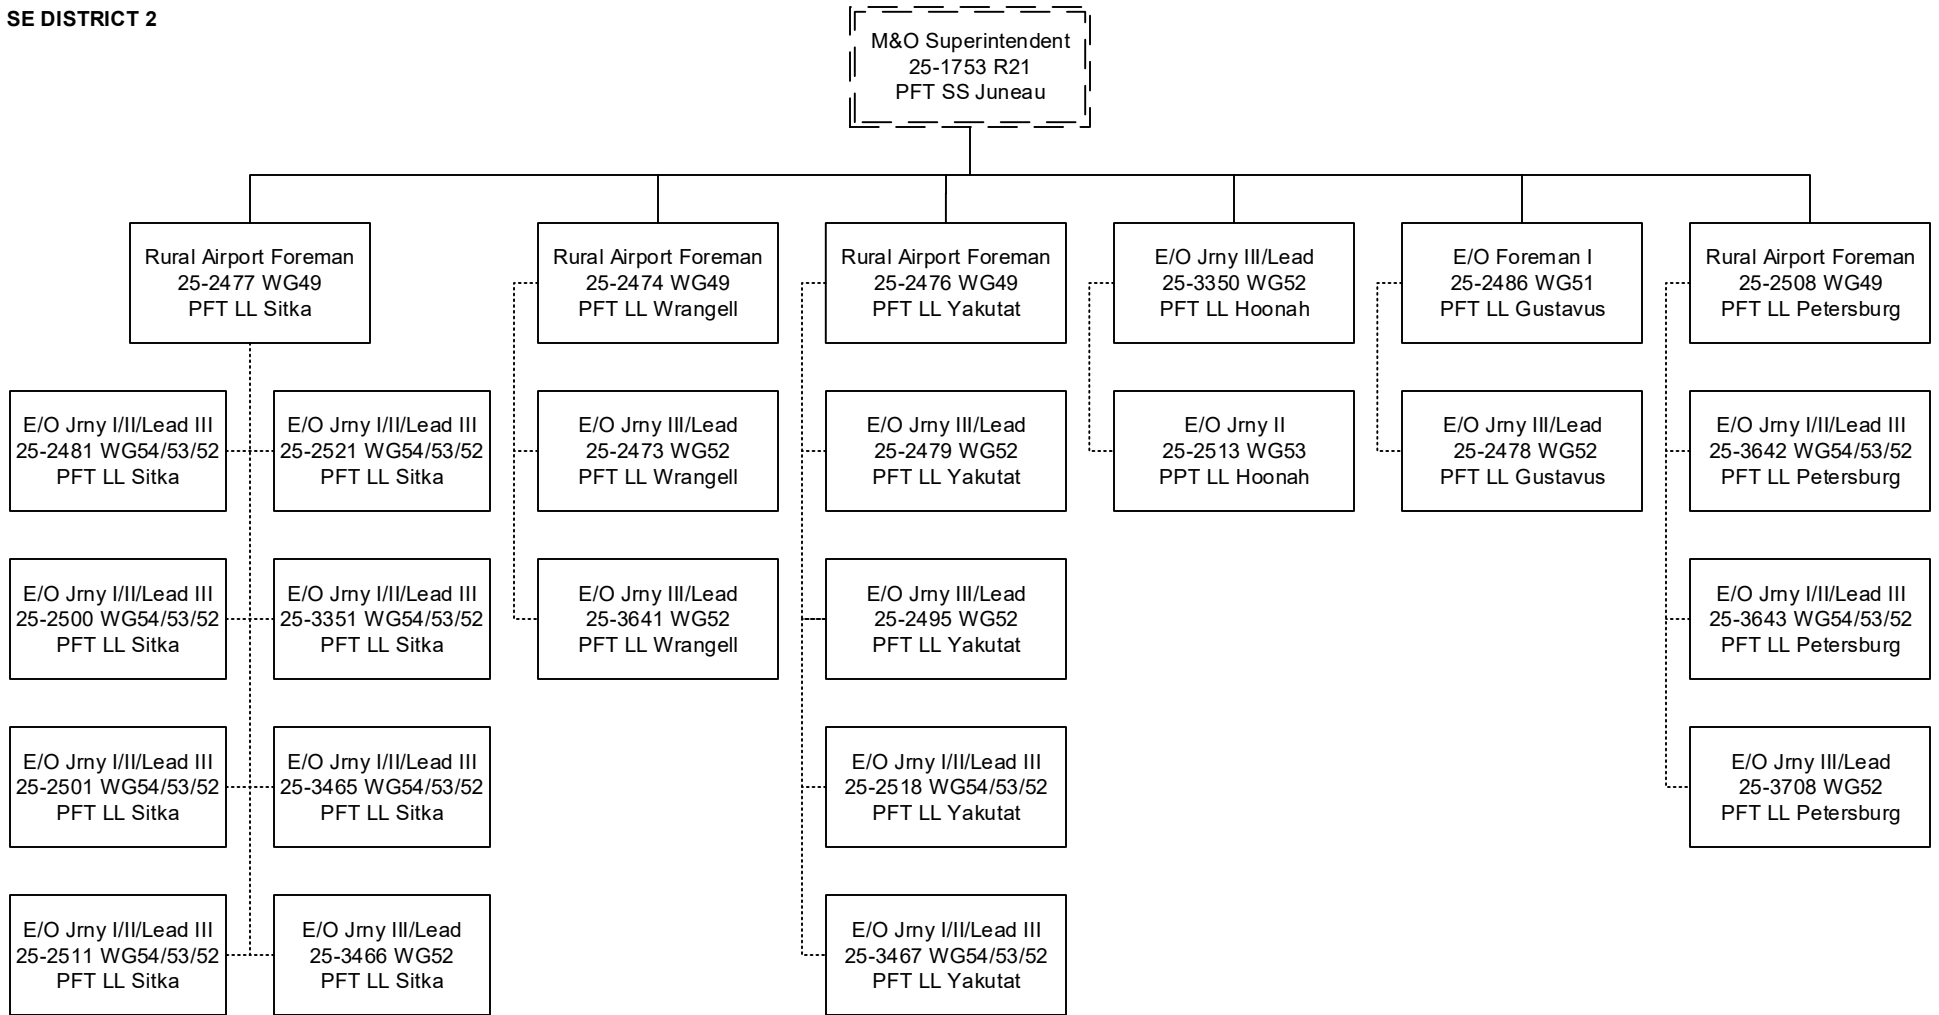 SE DISTRICT 2
M&O Superintendent
25-1753 R21
PFT SS Juneau
Rural Airport Foreman
25-2477 WG49
PFT LL Sitka
Rural Airport Foreman
25-2474 WG49
PFT LL Wrangell
Rural Airport Foreman
25-2476 WG49
PFT LL Yakutat
E/O Jrny III/Lead
25-3350 WG52
PFT LL Hoonah
E/O Foreman I
25-2486 WG51
PFT LL Gustavus
Rural Airport Foreman
25-2508 WG49
PFT LL Petersburg
E/O Jrny I/II/Lead III
25-2481 WG54/53/52
PFT LL Sitka
E/O Jrny I/II/Lead III
25-2521 WG54/53/52
PFT LL Sitka
E/O Jrny III/Lead
25-2473 WG52
PFT LL Wrangell
E/O Jrny III/Lead
25-2479 WG52
PFT LL Yakutat
E/O Jrny II
25-2513 WG53
PPT LL Hoonah
E/O Jrny III/Lead
25-2478 WG52
PFT LL Gustavus
E/O Jrny I/II/Lead III
25-3642 WG54/53/52
PFT LL Petersburg
E/O Jrny I/II/Lead III
25-2500 WG54/53/52
PFT LL Sitka
E/O Jrny I/II/Lead III
25-3351 WG54/53/52
PFT LL Sitka
E/O Jrny III/Lead
25-3641 WG52
PFT LL Wrangell
E/O Jrny III/Lead
25-2495 WG52
PFT LL Yakutat
E/O Jrny I/II/Lead III
25-3643 WG54/53/52
PFT LL Petersburg
E/O Jrny I/II/Lead III
25-2501 WG54/53/52
PFT LL Sitka
E/O Jrny I/II/Lead III
25-3465 WG54/53/52
PFT LL Sitka
E/O Jrny I/II/Lead III
25-2518 WG54/53/52
PFT LL Yakutat
E/O Jrny III/Lead
25-3708 WG52
PFT LL Petersburg
E/O Jrny I/II/Lead III
25-2511 WG54/53/52
PFT LL Sitka
E/O Jrny III/Lead
25-3466 WG52
PFT LL Sitka
E/O Jrny I/II/Lead III
25-3467 WG54/53/52
PFT LL Yakutat